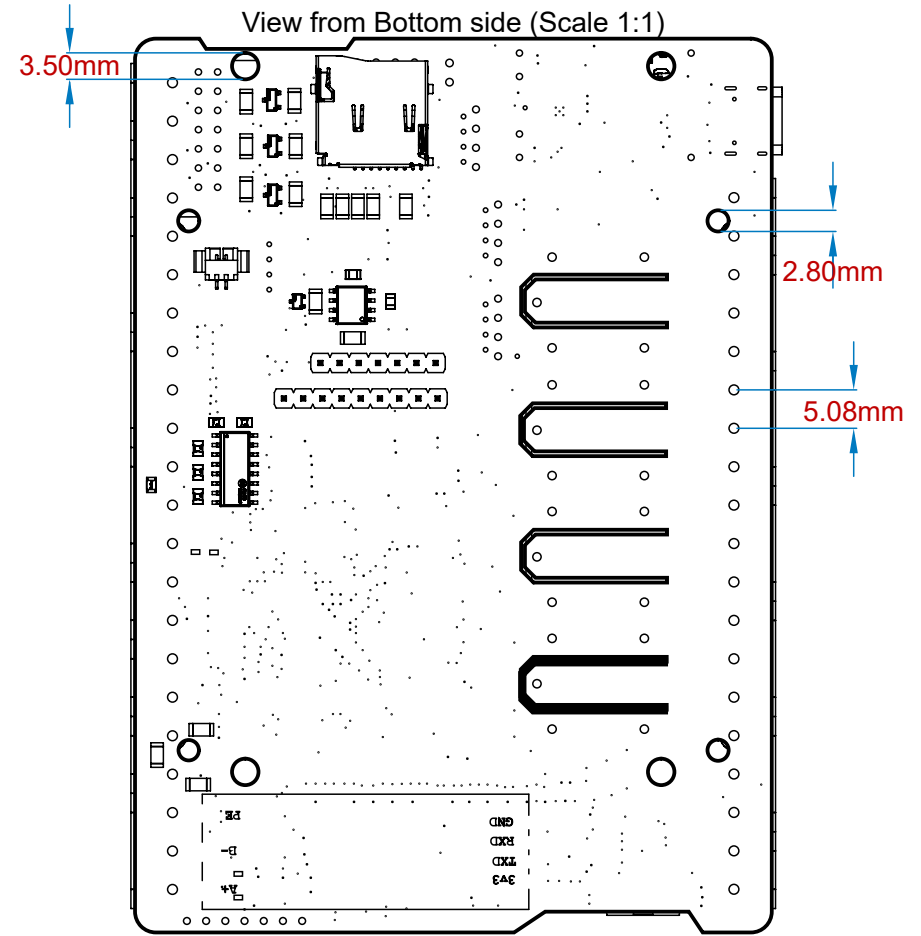 View from Bottom side (Scale 1:1)
3.50mm
2.80mm
5.08mm
PE
GND
RXD
B-
TXD
3v3
A+